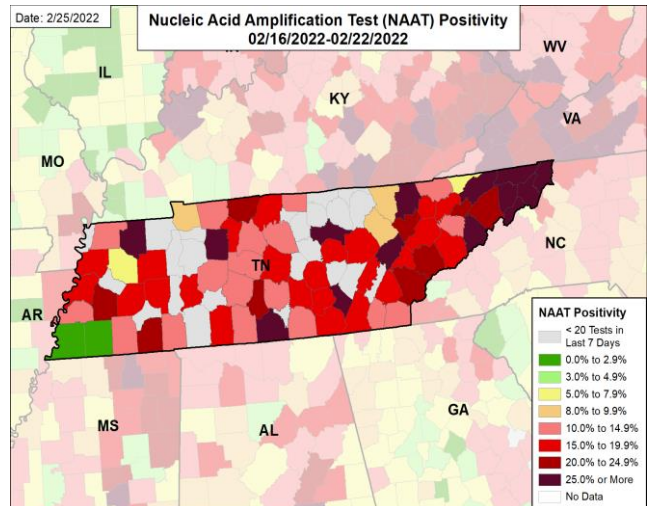 Date: 2/25/2022
Nucleic Acid Amplification Test (NAAT) Positivity
02/16/2022-02/22/2022
WV
IL
KY
VA
MO
NC
TN
AR
MS
AL
GA
NAAT Positivity
< 20 Tests in
Last 7 Days
0.0% to 2.9%
3.0% to 4.9%
5.0% to 7.9%
8.0% to 9.9%
10.0% to 14.9%
15.0% to 19.9%
20.0% to 24.9%
25.0% or More
No Data